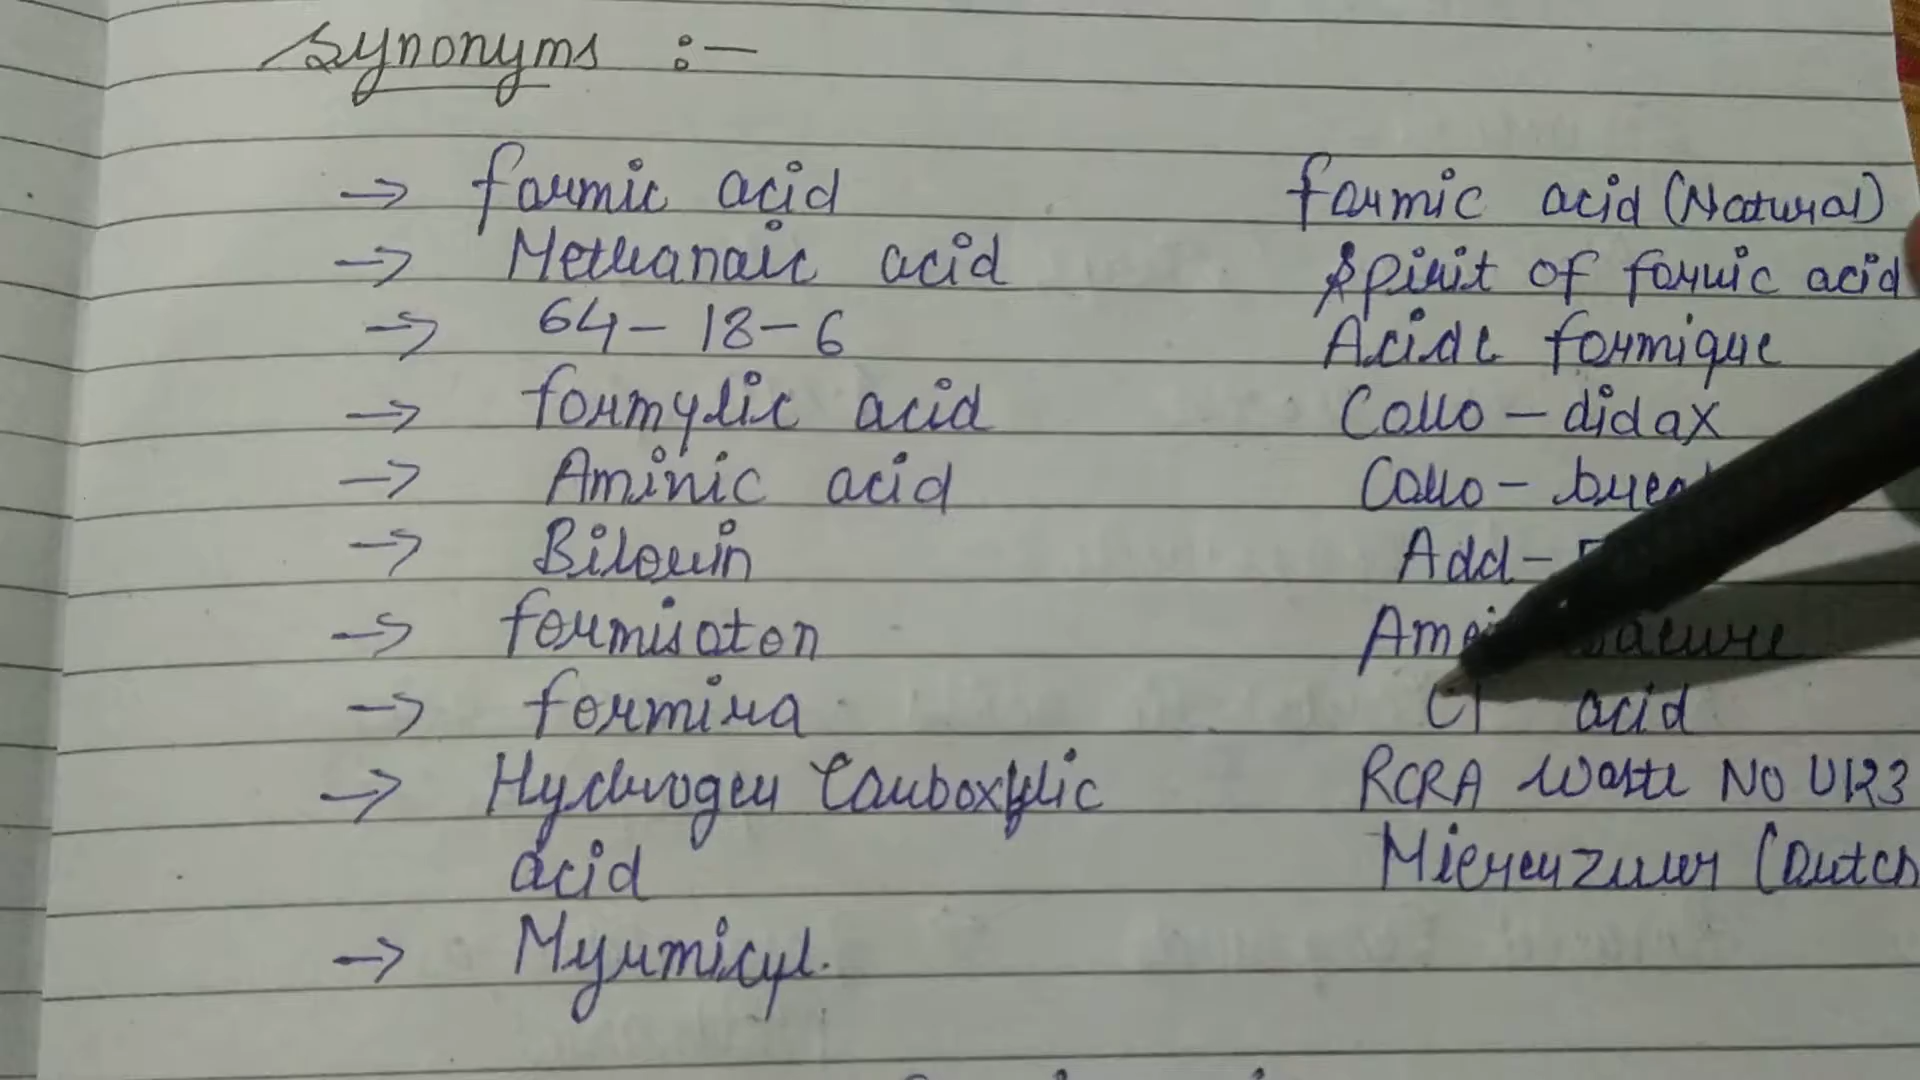 Synonyms :-
→ formic acid
→ Methanoic acid
→ 64-18-6
→ formylic acid
→ Aminic acid
→ Bilorin
→ formisoton
→ formira
→ Hydrogen Carboxylic
acid
→ Myrmicyl.
formic acid (Natural)
Spirit of formic acid
Acide formique
Collo-didax
Collo-
Add-
acid
RCRA Waste NO U123
Mierenzuur (Dutch